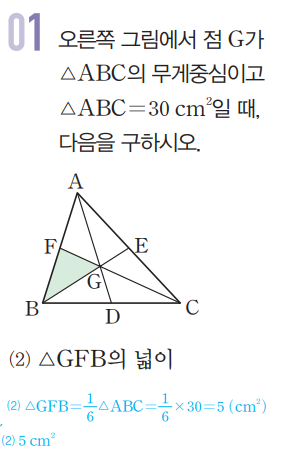 01
오른쪽 그림에서 점 G가
△ABC의 무게중심이고
△ABC=30 cm²일 때,
다음을 구하시오.
A
F
E
G
B
D
C
(2) △GFB의 넓이
(2) △GFB=1/6△ABC=1/6×30=5 (cm²)
(2) 5 cm²